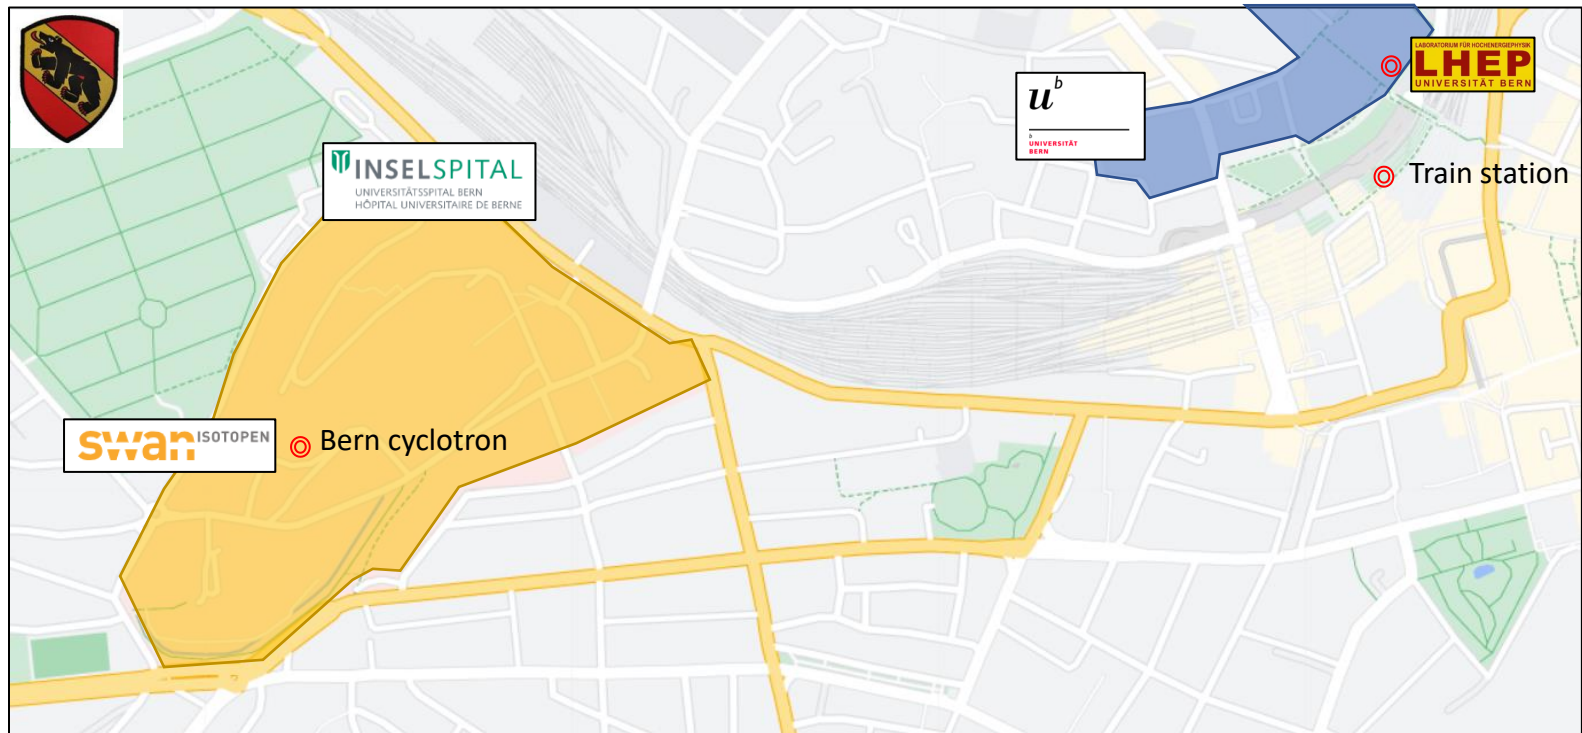 LABORATORIUM FÜR HOCHENERGIEPHYSIK
LHEP
UNIVERSITÄT BERN
u^b
b
UNIVERSITÄT
BERN
Train station
INSELSPITAL
UNIVERSITÄTSSPITAL BERN
HÔPITAL UNIVERSITAIRE DE BERNE
swan ISOTOPEN
Bern cyclotron